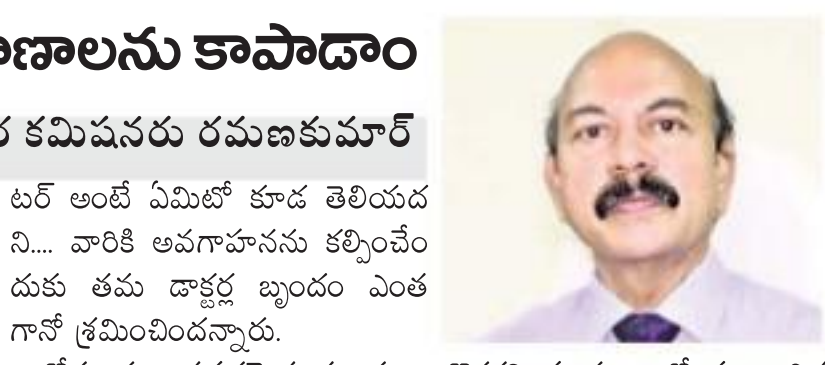 ణాలను కాపాడాం
కమిషనరు రమణకుమార్
టర్ అంటే ఏమిటో కూడ తెలియద
ని.... వారికి అవగాహనను కల్పించేం
దుకు తమ డాక్టర్ల బృందం ఎంత
గానో శ్రమించిందన్నారు.